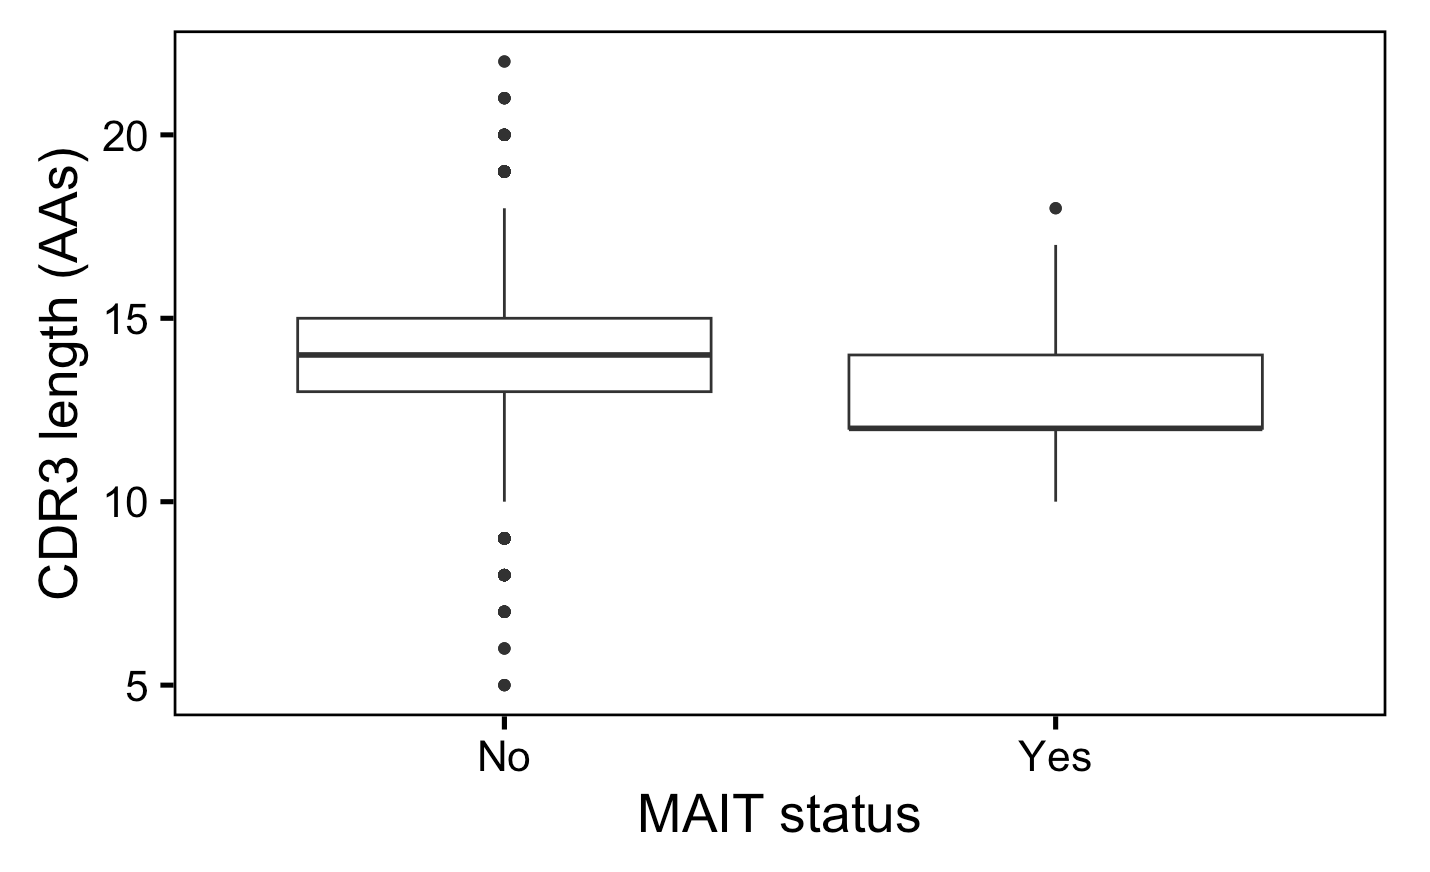 CDR3 length (AAs)
20
15
10
5
No Yes
MAIT status